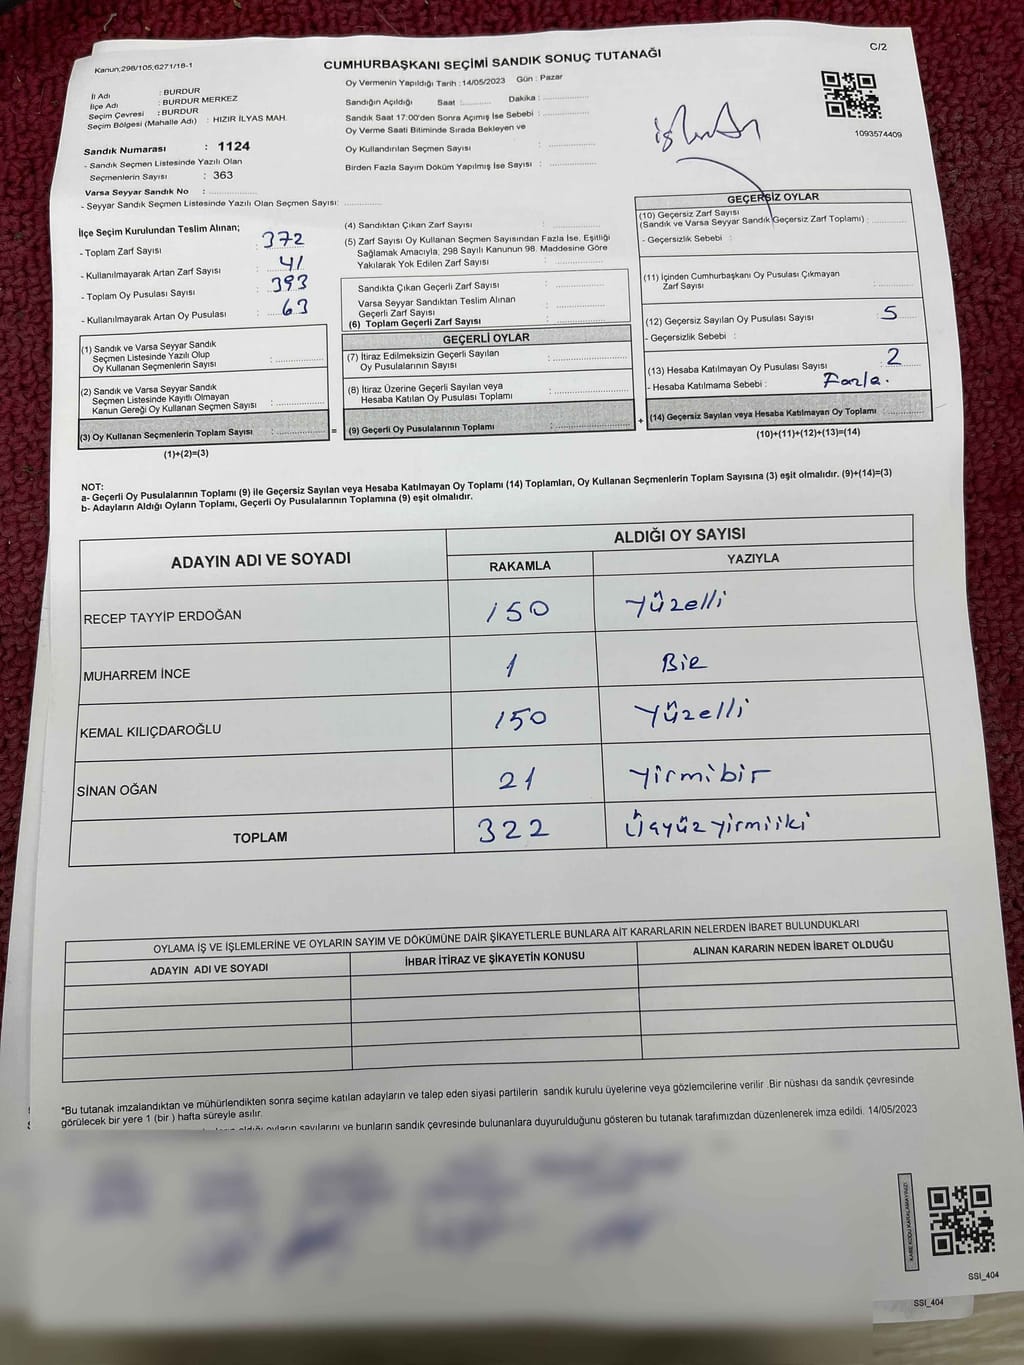 C/2
Kanun;298/105,6271/18-1
CUMHURBAŞKANI SEÇİMİ SANDIK SONUÇ TUTANAĞI
Oy Vermenin Yapıldığı Tarih : 14/05/2023 Gün : Pazar
İl Adı : BURDUR
İlçe Adı : BURDUR MERKEZ
Seçim Çevresi : BURDUR
Seçim Bölgesi (Mahalle Adı) : HIZIR İLYAS MAH.
Sandık Numarası : 1124
- Sandık Seçmen Listesinde Yazılı Olan
Seçmenlerin Sayısı : 363
Varsa Seyyar Sandık No : ..............
- Seyyar Sandık Seçmen Listesinde Yazılı Olan Seçmen Sayısı: ..............
Sandığın Açıldığı Saat :.......... Dakika : ..............
Sandık Saat 17:00'den Sonra Açımış İse Sebebi : ..............
Oy Verme Saati Bitiminde Sırada Bekleyen ve
Oy Kullandırılan Seçmen Sayısı : ..............
Birden Fazla Sayım Döküm Yapılmış İse Sayısı : ..............
1093574409
İlçe Seçim Kurulundan Teslim Alınan;
- Toplam Zarf Sayısı : 372
- Kullanılmayarak Artan Zarf Sayısı : 41
- Toplam Oy Pusulası Sayısı : 393
- Kullanılmayarak Artan Oy Pusulası : 63
(1) Sandık ve Varsa Seyyar Sandık
Seçmen Listesinde Yazılı Olup
Oy Kullanan Seçmenlerin Sayısı : ..............
(2) Sandık ve Varsa Seyyar Sandık
Seçmen Listesinde Kayıtlı Olmayan
Kanun Gereği Oy Kullanan Seçmen Sayısı : ..............
(3) Oy Kullanan Seçmenlerin Toplam Sayısı : ..............
(1)+(2)=(3)
=
(4) Sandıktan Çıkan Zarf Sayısı : ..............
(5) Zarf Sayısı Oy Kullanan Seçmen Sayısından Fazla İse, Eşitliği
Sağlamak Amacıyla, 298 Sayılı Kanunun 98. Maddesine Göre
Yakılarak Yok Edilen Zarf Sayısı : ..............
Sandıkta Çıkan Geçerli Zarf Sayısı : ..............
Varsa Seyyar Sandıktan Teslim Alınan
Geçerli Zarf Sayısı : ..............
(6) Toplam Geçerli Zarf Sayısı : ..............
GEÇERLİ OYLAR
(7) İtiraz Edilmeksizin Geçerli Sayılan
Oy Pusulalarının Sayısı : ..............
(8) İtiraz Üzerine Geçerli Sayılan veya
Hesaba Katılan Oy Pusulası Toplamı : ..............
(9) Geçerli Oy Pusulalarının Toplamı : ..............
+
GEÇERSİZ OYLAR
(10) Geçersiz Zarf Sayısı
(Sandık ve Varsa Seyyar Sandık Geçersiz Zarf Toplamı) : ..............
- Geçersizlik Sebebi :
(11) İçinden Cumhurbaşkanı Oy Pusulası Çıkmayan
Zarf Sayısı : ..............
(12) Geçersiz Sayılan Oy Pusulası Sayısı : 5
- Geçersizlik Sebebi :
(13) Hesaba Katılmayan Oy Pusulası Sayısı : 2
- Hesaba Katılmama Sebebi : Fazla.
(14) Geçersiz Sayılan veya Hesaba Katılmayan Oy Toplamı : ..............
(10)+(11)+(12)+(13)=(14)
NOT:
a- Geçerli Oy Pusulalarının Toplamı (9) ile Geçersiz Sayılan veya Hesaba Katılmayan Oy Toplamı (14) Toplamları, Oy Kullanan Seçmenlerin Toplam Sayısına (3) eşit olmalıdır. (9)+(14)=(3)
b- Adayların Aldığı Oyların Toplamı, Geçerli Oy Pusulalarının Toplamına (9) eşit olmalıdır.
ADAYIN ADI VE SOYADI
ALDIĞI OY SAYISI
RAKAMLA YAZIYLA
RECEP TAYYİP ERDOĞAN 150 Yüzelli
MUHARREM İNCE 1 Bir
KEMAL KILIÇDAROĞLU 150 Yüzelli
SİNAN OĞAN 21 Yirmibir
TOPLAM 322 Üçyüzyirmiiki
OYLAMA İŞ VE İŞLEMLERİNE VE OYLARIN SAYIM VE DÖKÜMÜNE DAİR ŞİKAYETLERLE BUNLARA AİT KARARLARIN NELERDEN İBARET BULUNDUKLARI
ADAYIN ADI VE SOYADI İHBAR İTİRAZ VE ŞİKAYETİN KONUSU ALINAN KARARIN NEDEN İBARET OLDUĞU
*Bu tutanak imzalandıktan ve mühürlendikten sonra seçime katılan adayların ve talep eden siyasi partilerin sandık kurulu üyelerine veya gözlemcilerine verilir .Bir nüshası da sandık çevresinde
görülecek bir yere 1 (bir ) hafta süreyle asılır.
aldığı oyların sayılarını ve bunların sandık çevresinde bulunanlara duyurulduğunu gösteren bu tutanak tarafımızdan düzenlenerek imza edildi. 14/05/2023
KARE KODU KARALAMAYINIZ!
SSI_404
SSI_404